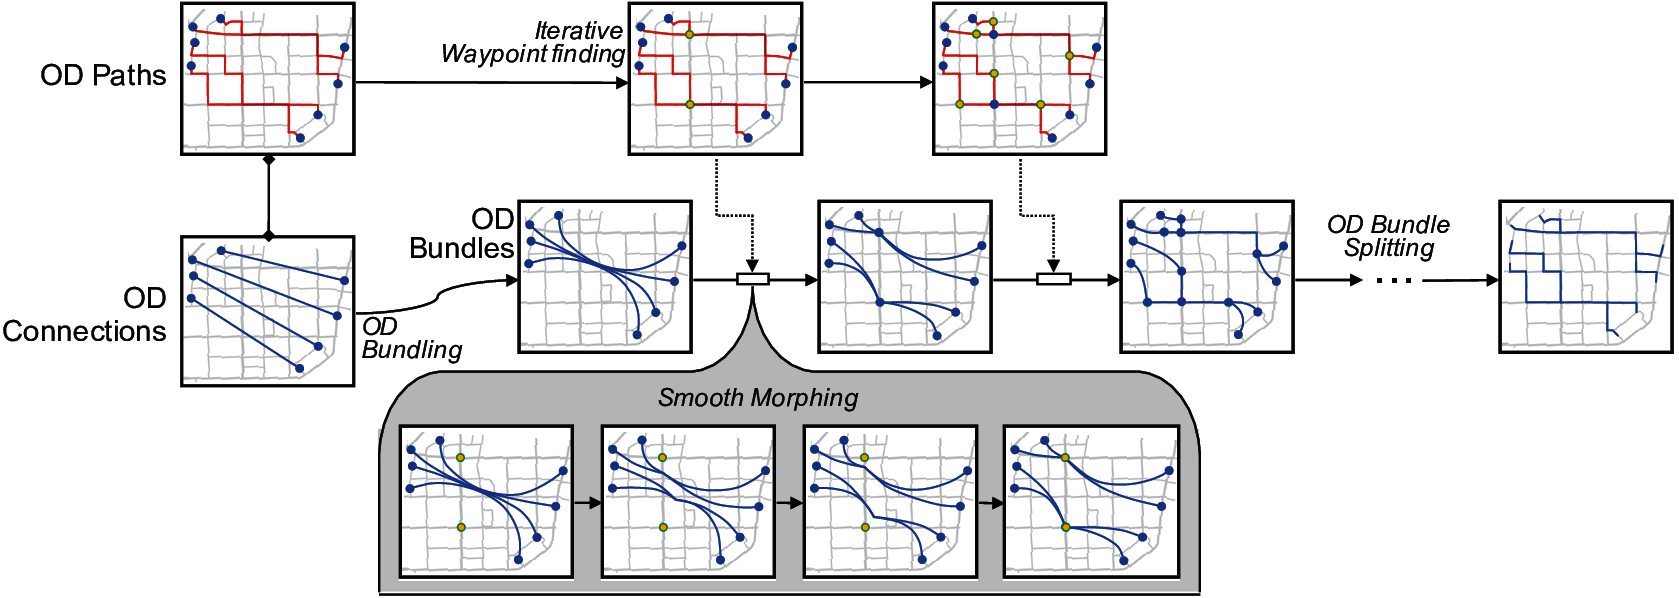 OD Paths
Iterative
Waypoint finding
OD
Bundles
OD Bundle
Splitting
OD
Connections
OD
Bundling
Smooth Morphing